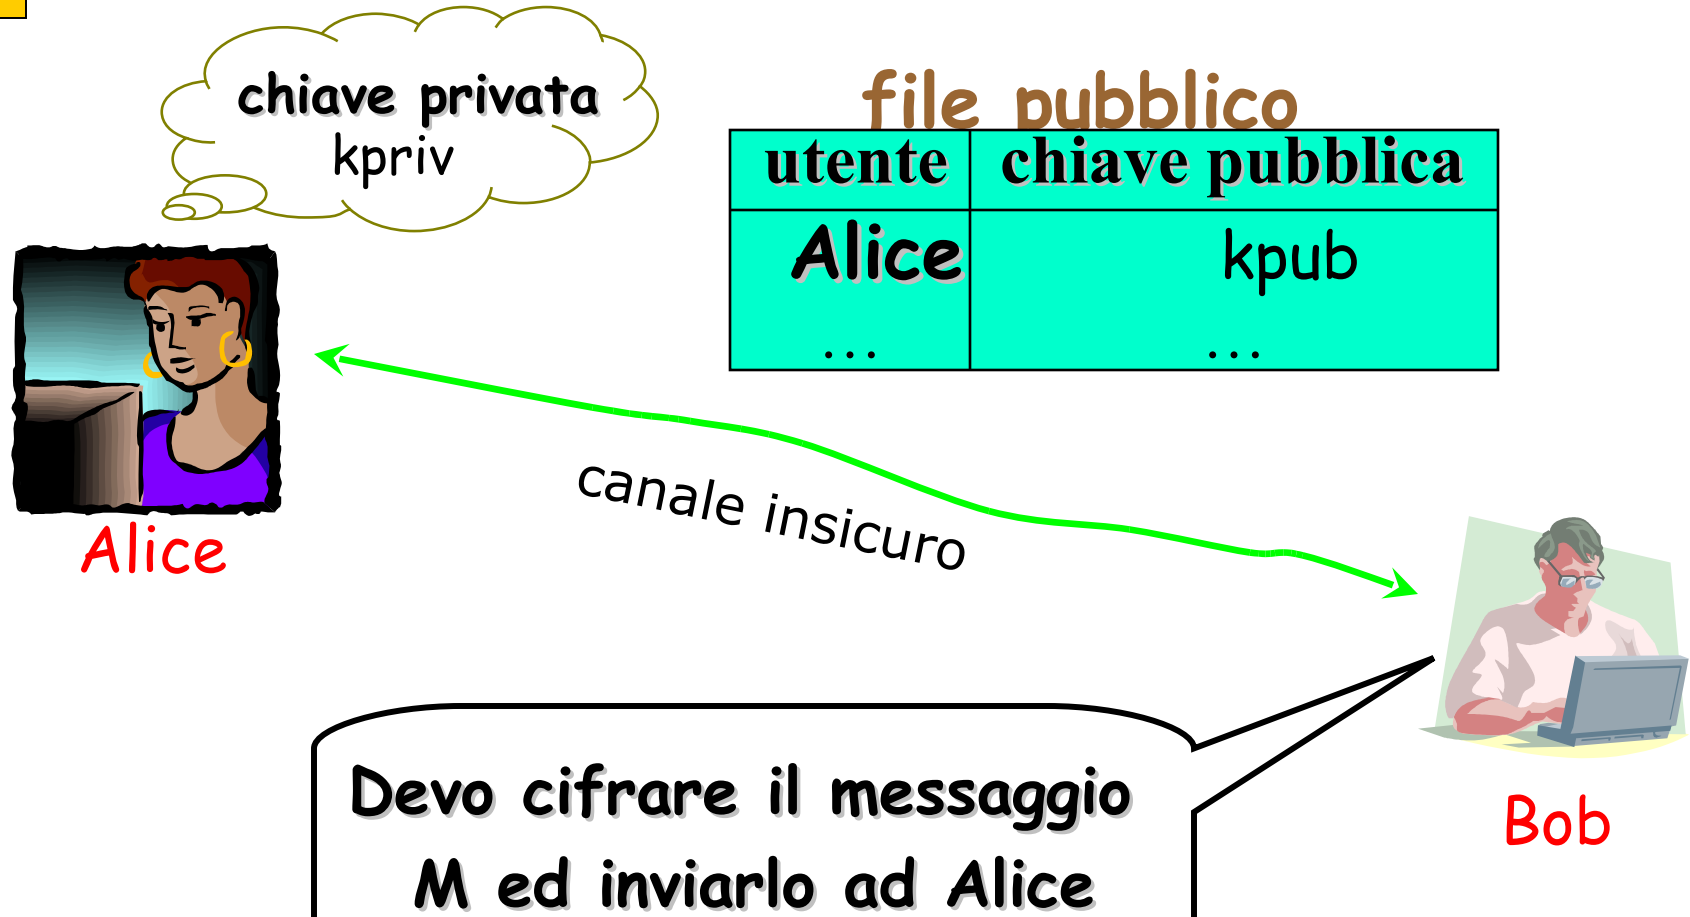 chiave privata
kpriv
file pubblico
utente chiave pubblica
Alice kpub
... ...
canale insicuro
Alice
Bob
Devo cifrare il messaggio
M ed inviarlo ad Alice